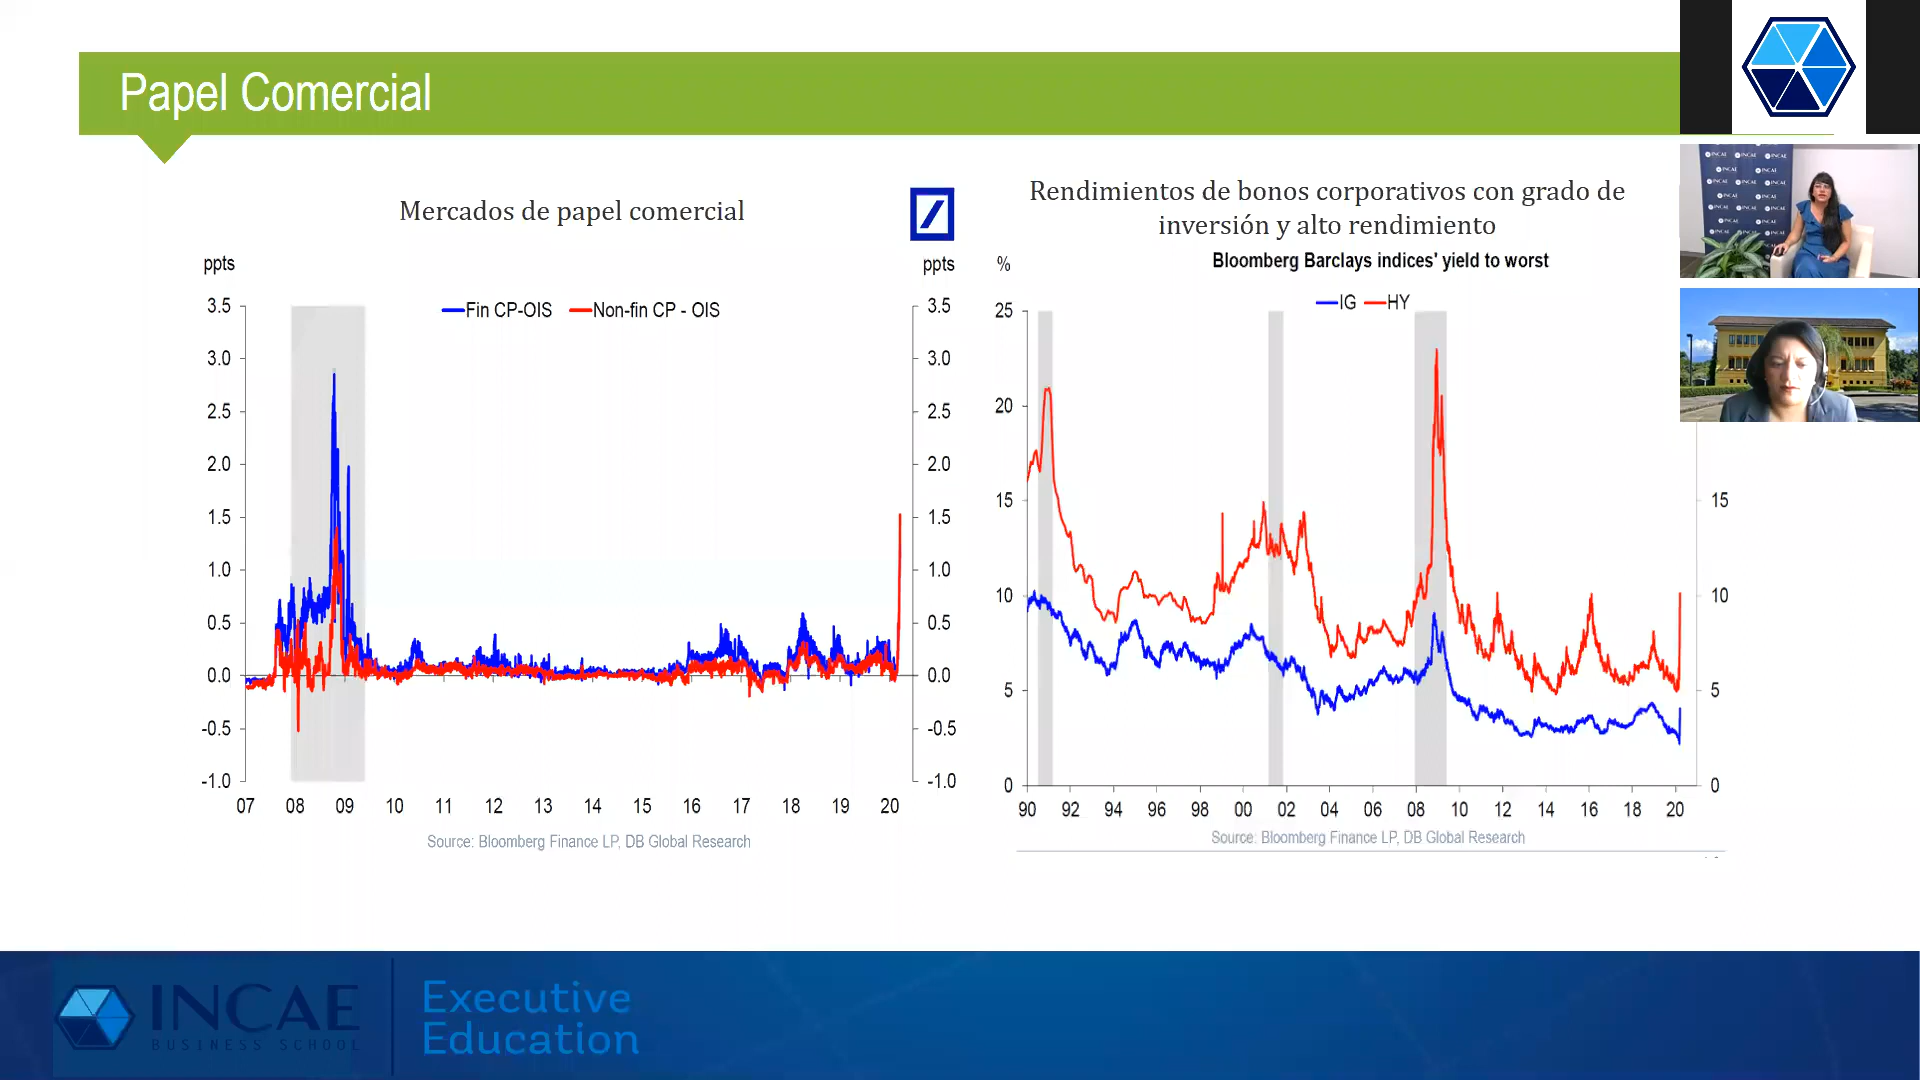 Papel Comercial
Mercados de papel comercial
ppts
ppts
Fin CP-OIS
Non-fin CP - OIS
3.5
3.0
2.5
2.0
1.5
1.0
0.5
0.0
-0.5
-1.0
3.5
3.0
2.5
2.0
1.5
1.0
0.5
0.0
-0.5
-1.0
07 08 09 10 11 12 13 14 15 16 17 18 19 20
Source: Bloomberg Finance LP, DB Global Research
Rendimientos de bonos corporativos con grado de
inversión y alto rendimiento
Bloomberg Barclays indices' yield to worst
%
IG
HY
25
20
15
10
5
0
15
10
5
0
90 92 94 96 98 00 02 04 06 08 10 12 14 16 18 20
Source: Bloomberg Finance LP, DB Global Research
INCAE
BUSINESS SCHOOL
Executive
Education
INCAE INCAE INCAE